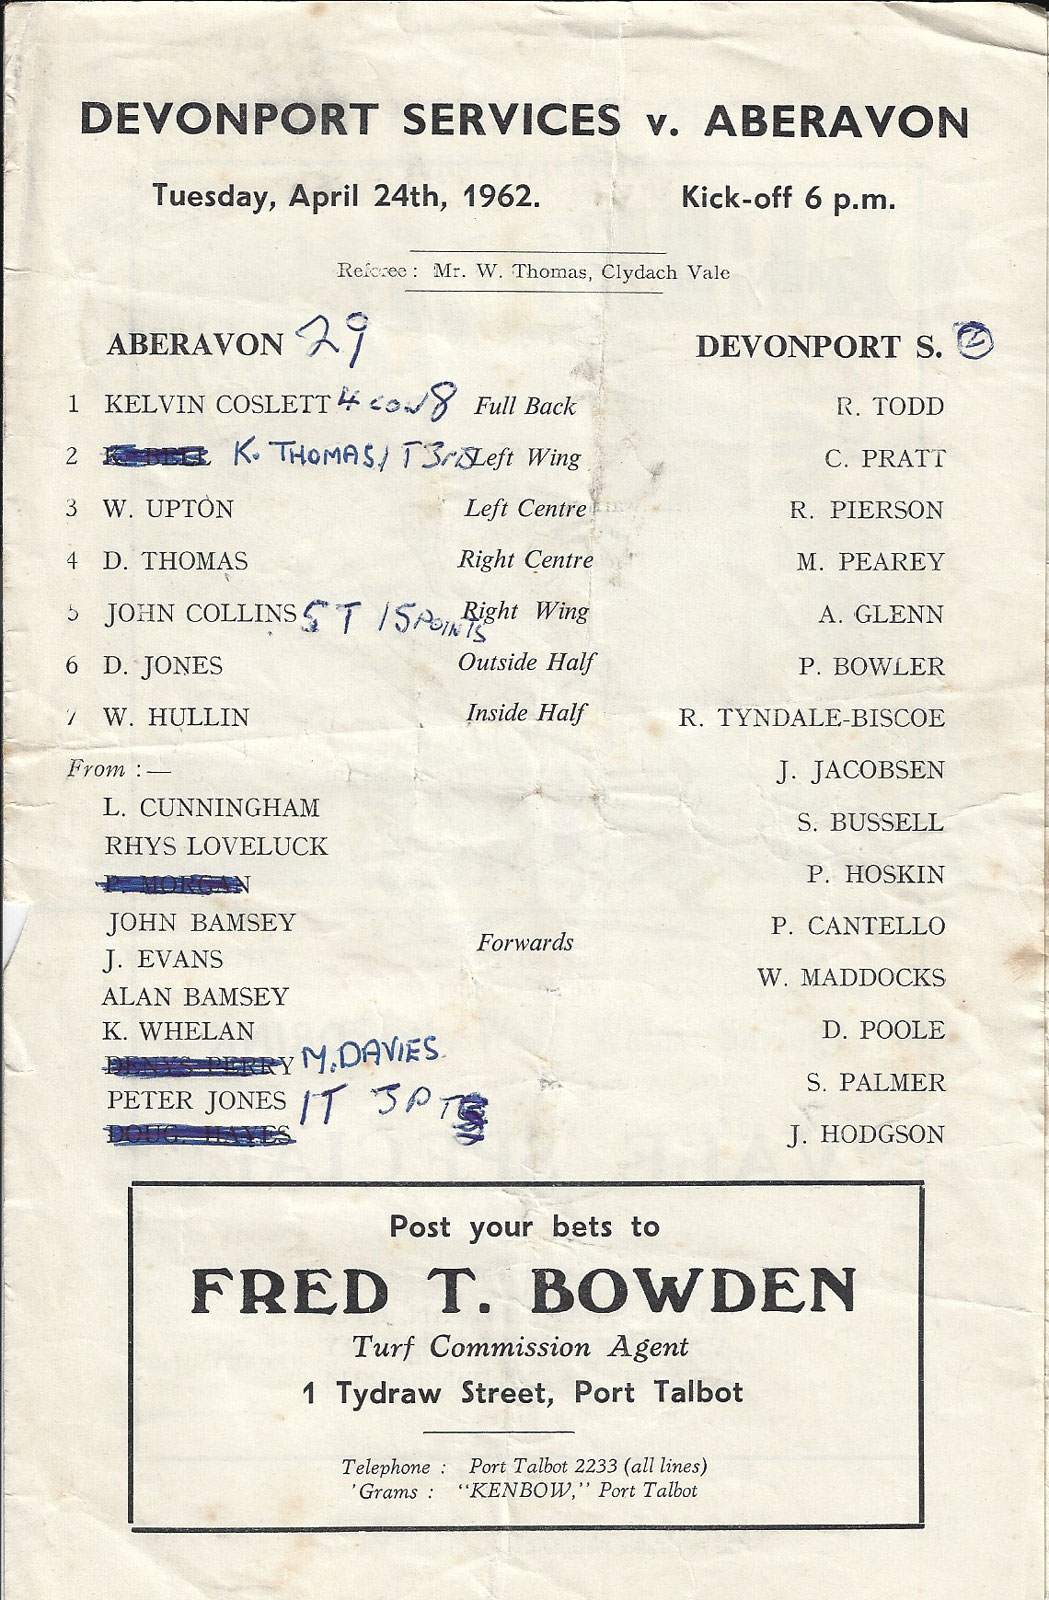 DEVONPORT SERVICES v. ABERAVON
Tuesday, April 24th, 1962. Kick-off 6 p.m.
Referee : Mr. W. Thomas, Clydach Vale
ABERAVON 29 DEVONPORT S. 2
1 KELVIN COSLETT 4 CON 8 Full Back R. TODD
2 K. BELL K. THOMAS 1 T 3 Left Wing C. PRATT
3 W. UPTON Left Centre R. PIERSON
4 D. THOMAS Right Centre M. PEAREY
5 JOHN COLLINS 5 T 15 POINTS Right Wing A. GLENN
6 D. JONES Outside Half P. BOWLER
7 W. HULLIN Inside Half R. TYNDALE-BISCOE
From :— J. JACOBSEN
L. CUNNINGHAM
S. BUSSELL
RHYS LOVELUCK
P. HOSKIN
P. MORGAN
JOHN BAMSEY P. CANTELLO
Forwards
J. EVANS
W. MADDOCKS
ALAN BAMSEY
K. WHELAN D. POOLE
DENYS PERRY M. DAVIES
S. PALMER
PETER JONES 1T 3 PTS
DOUG. HAYES J. HODGSON
Post your bets to
FRED T. BOWDEN
Turf Commission Agent
1 Tydraw Street, Port Talbot
Telephone : Port Talbot 2233 (all lines)
'Grams : "KENBOW," Port Talbot